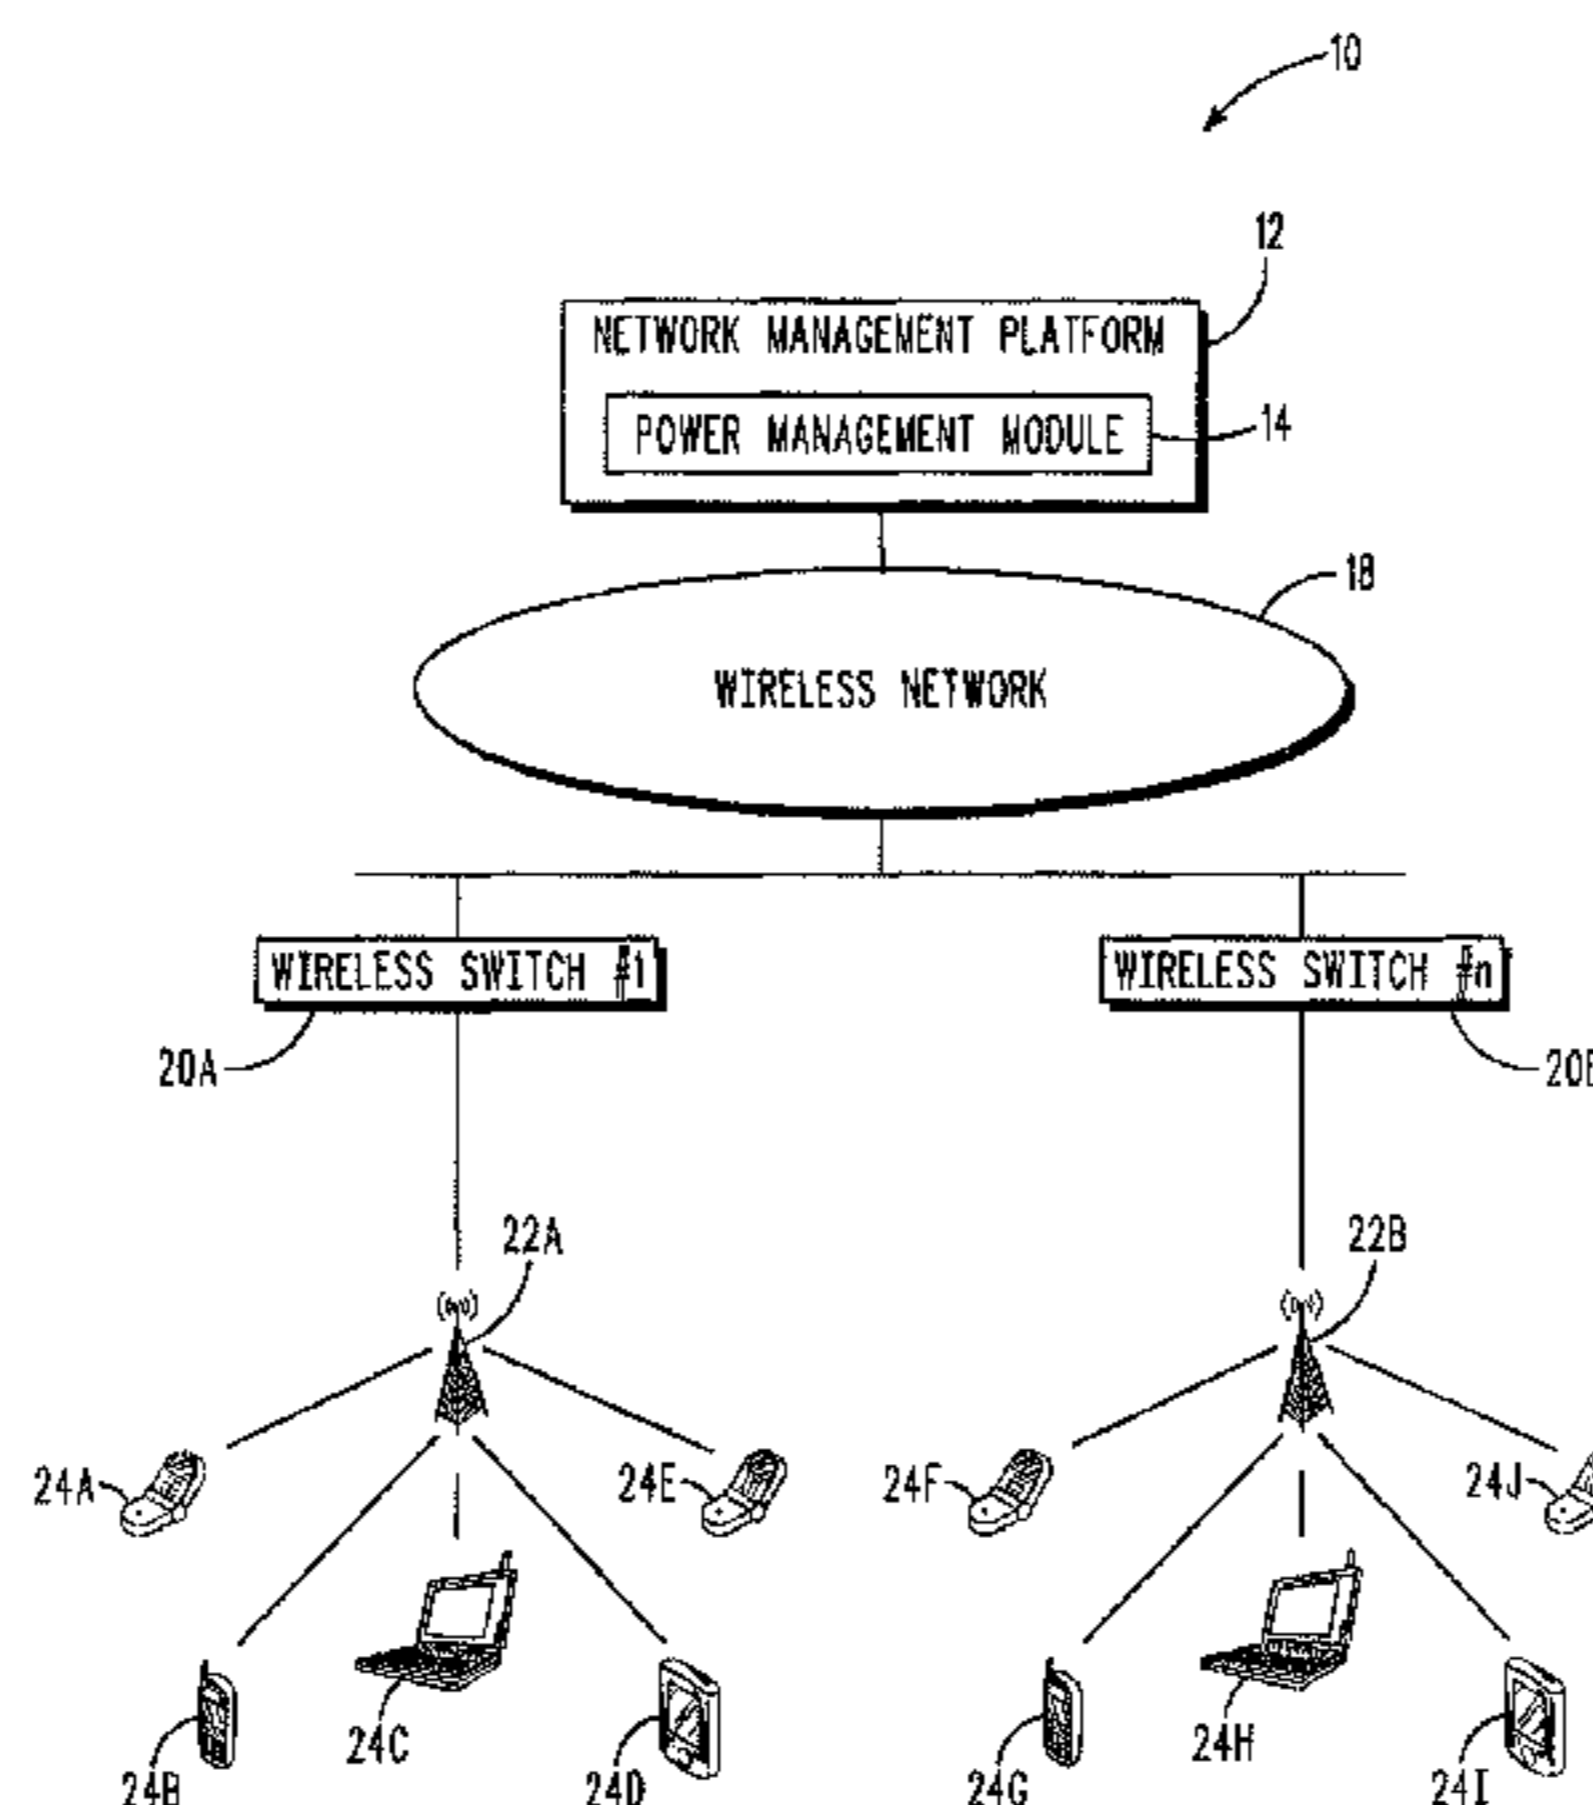 10
12
NETWORK MANAGEMENT PLATFORM
POWER MANAGEMENT MODULE
14
18
WIRELESS NETWORK
WIRELESS SWITCH #1
WIRELESS SWITCH #n
20A
22A
22B
24A
24E
24F
24J
24B
24C
24D
24G
24H
24I